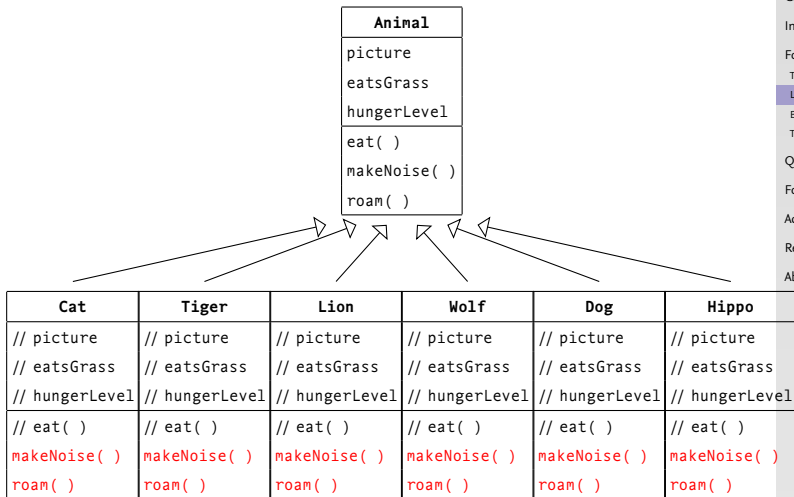 Animal
picture
eatsGrass
hungerLevel
eat( )
makeNoise( )
roam( )
Cat Tiger Lion Wolf Dog Hippo
// picture // picture // picture // picture // picture // picture
// eatsGrass // eatsGrass // eatsGrass // eatsGrass // eatsGrass // eatsGrass
// hungerLevel // hungerLevel // hungerLevel // hungerLevel // hungerLevel // hungerLevel
// eat( ) // eat( ) // eat( ) // eat( ) // eat( ) // eat( )
makeNoise( ) makeNoise( ) makeNoise( ) makeNoise( ) makeNoise( ) makeNoise( )
roam( ) roam( ) roam( ) roam( ) roam( ) roam( )